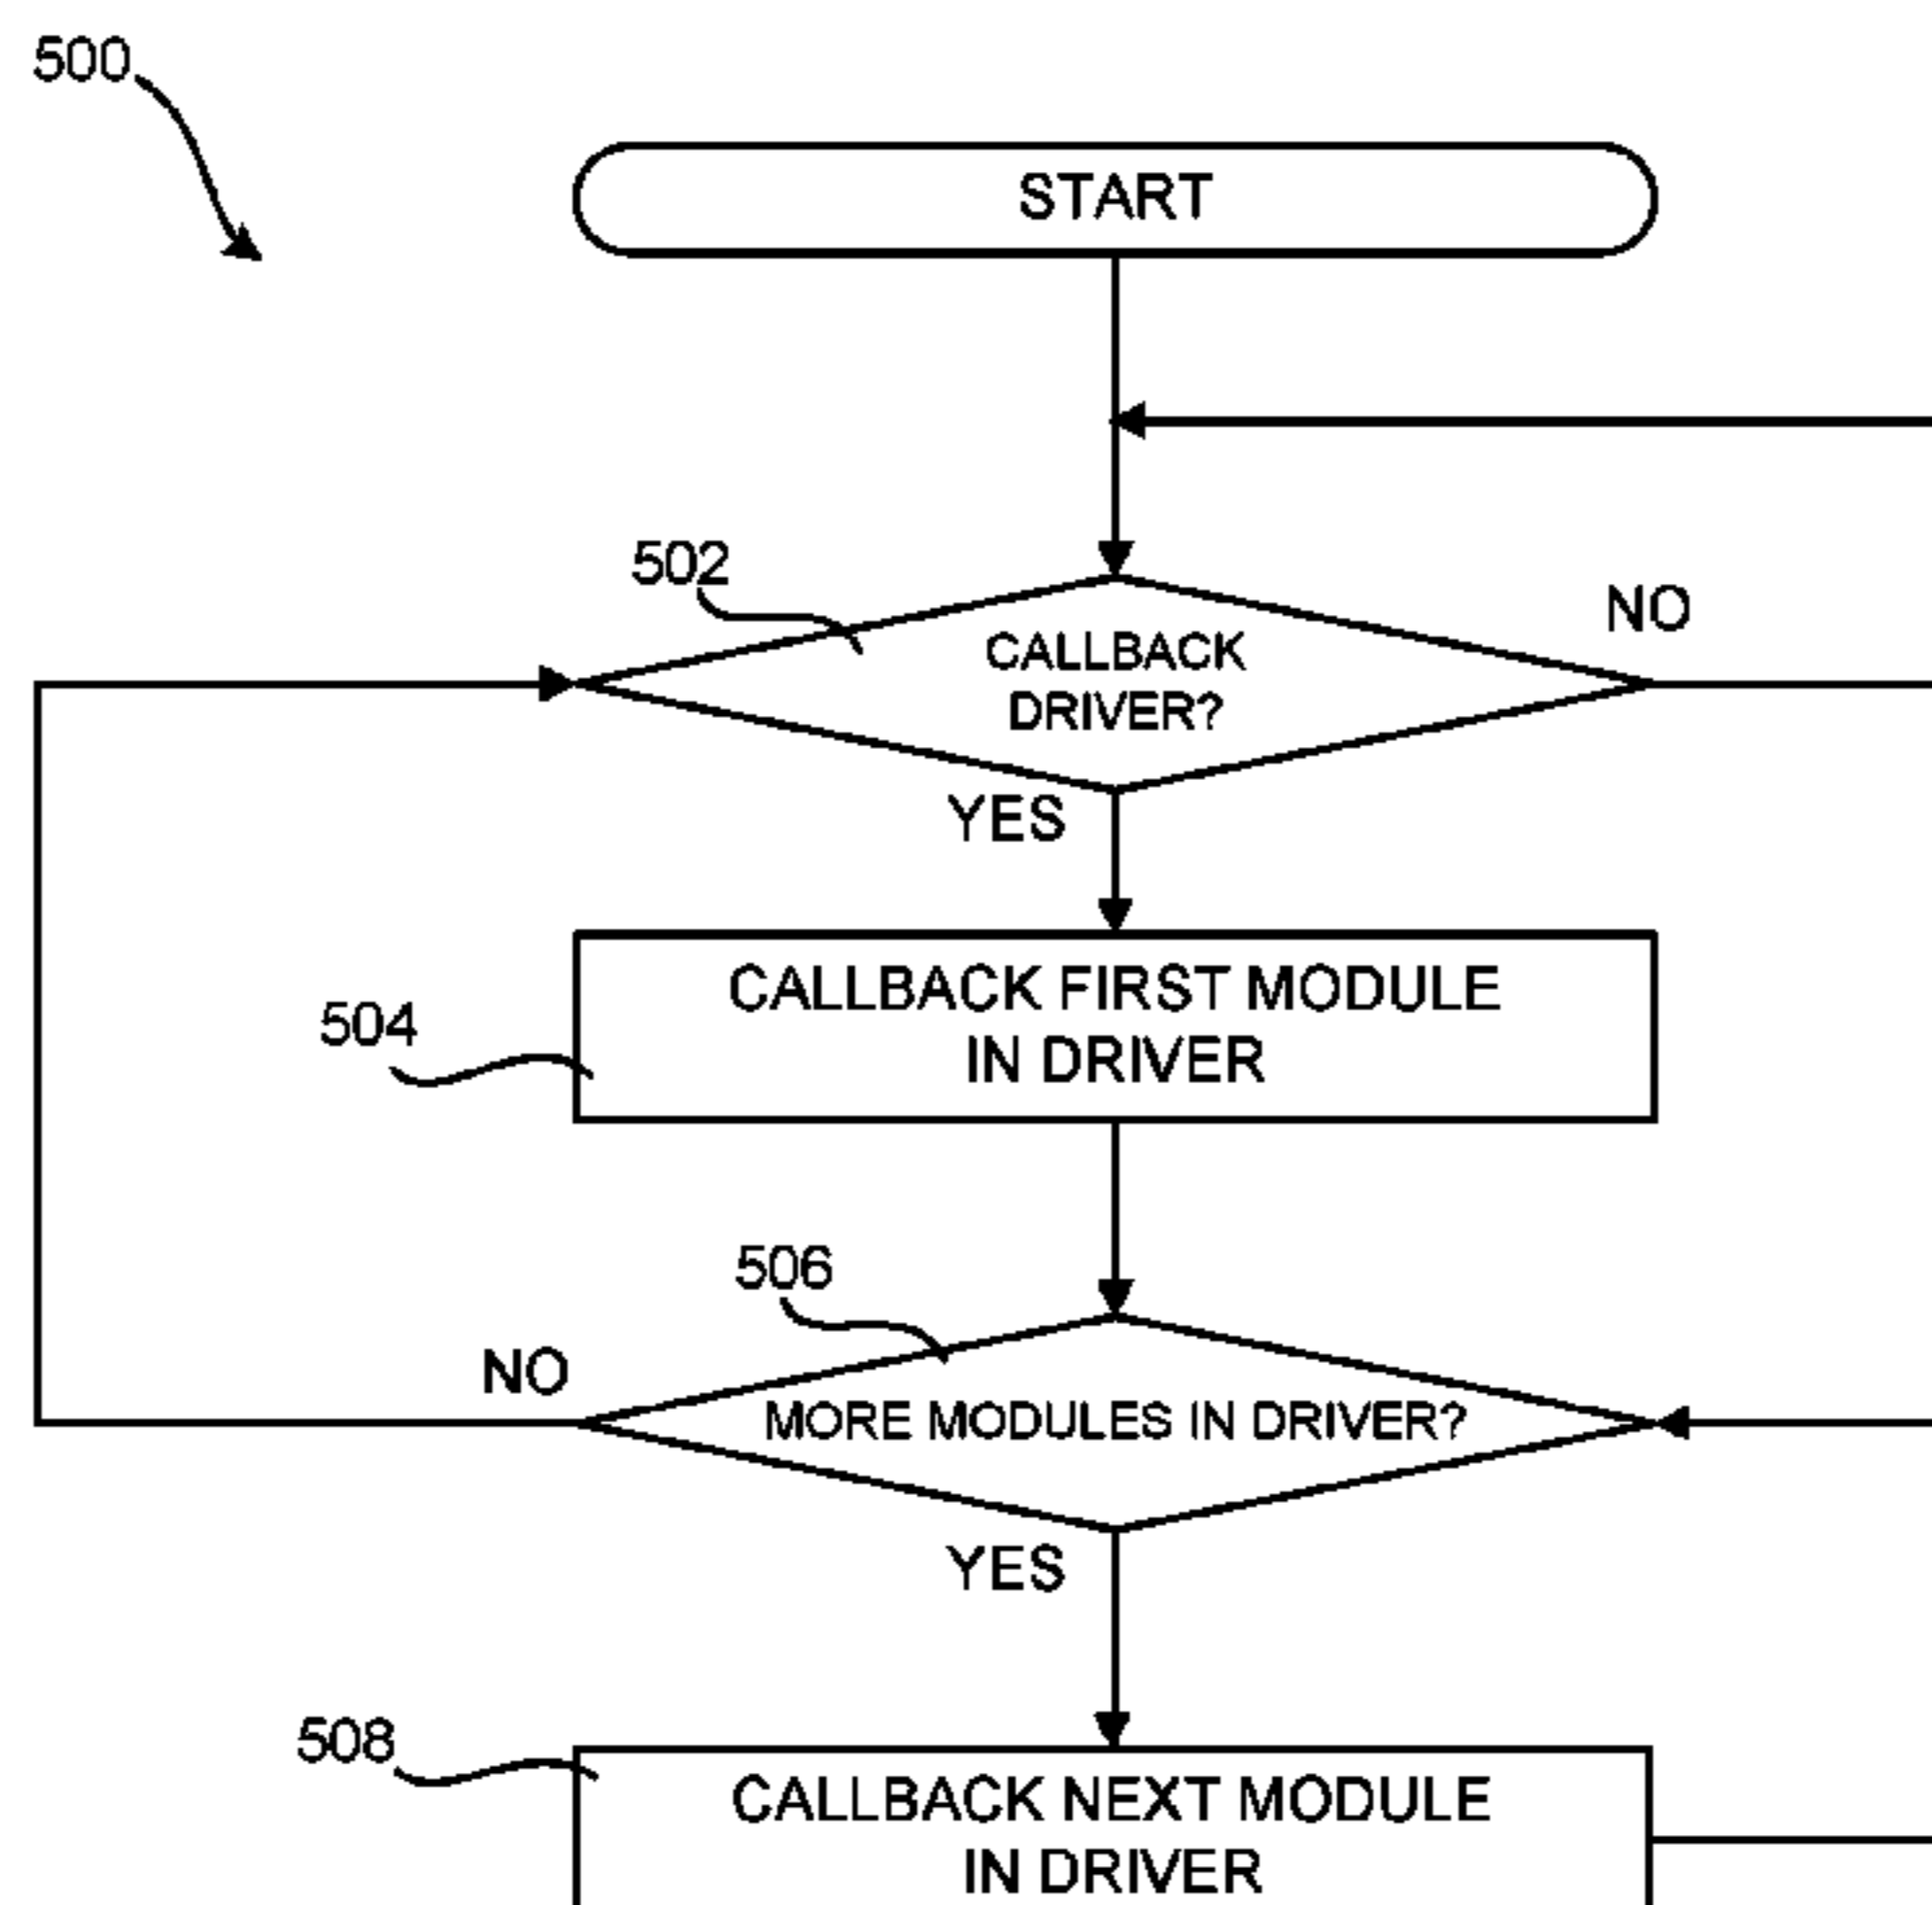 500
START
502
NO
CALLBACK
DRIVER?
YES
CALLBACK FIRST MODULE
IN DRIVER
504
506
NO
MORE MODULES IN DRIVER?
YES
508
CALLBACK NEXT MODULE
IN DRIVER